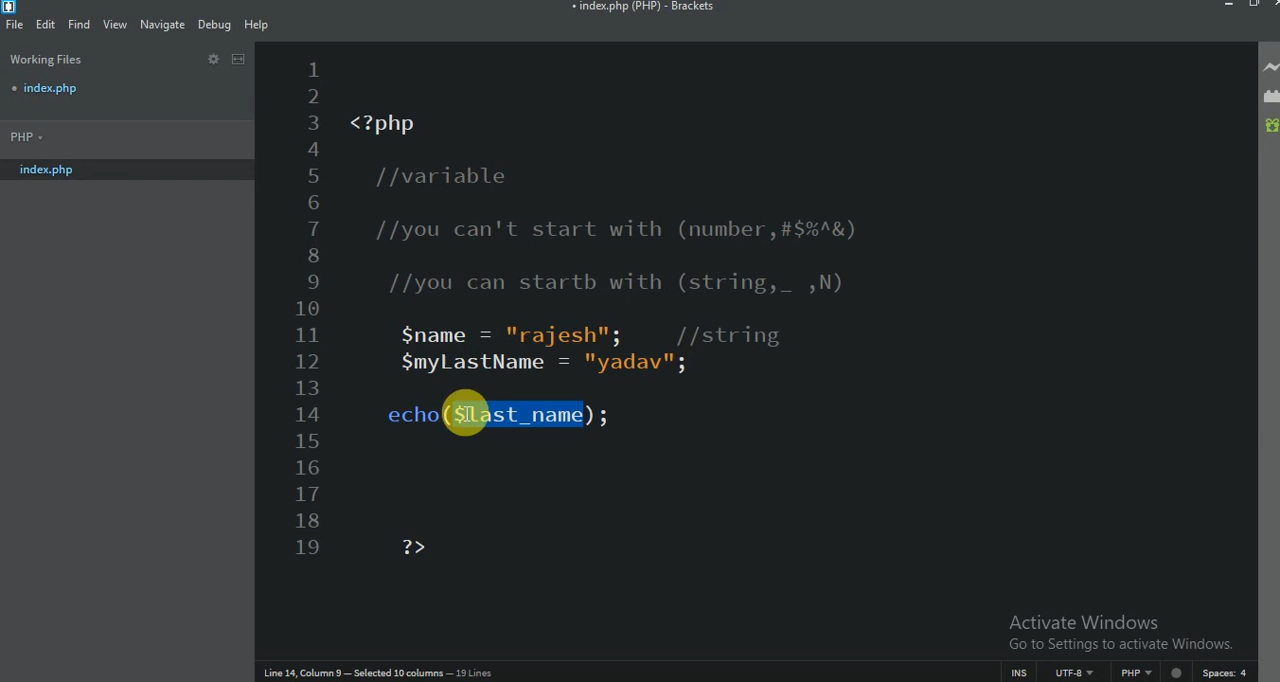 • index.php (PHP) - Brackets
File Edit Find View Navigate Debug Help
Working Files
• index.php
PHP
index.php
1
2
3 <?php
4
5 //variable
6
7 //you can't start with (number,#$%^&)
8
9 //you can startb with (string,_ ,N)
10
11 $name = "rajesh"; //string
12 $myLastName = "yadav";
13
14 echo($last_name);
15
16
17
18
19 ?>
Activate Windows
Go to Settings to activate Windows.
Line 14, Column 9 — Selected 10 columns — 19 Lines
INS UTF-8 PHP Spaces: 4